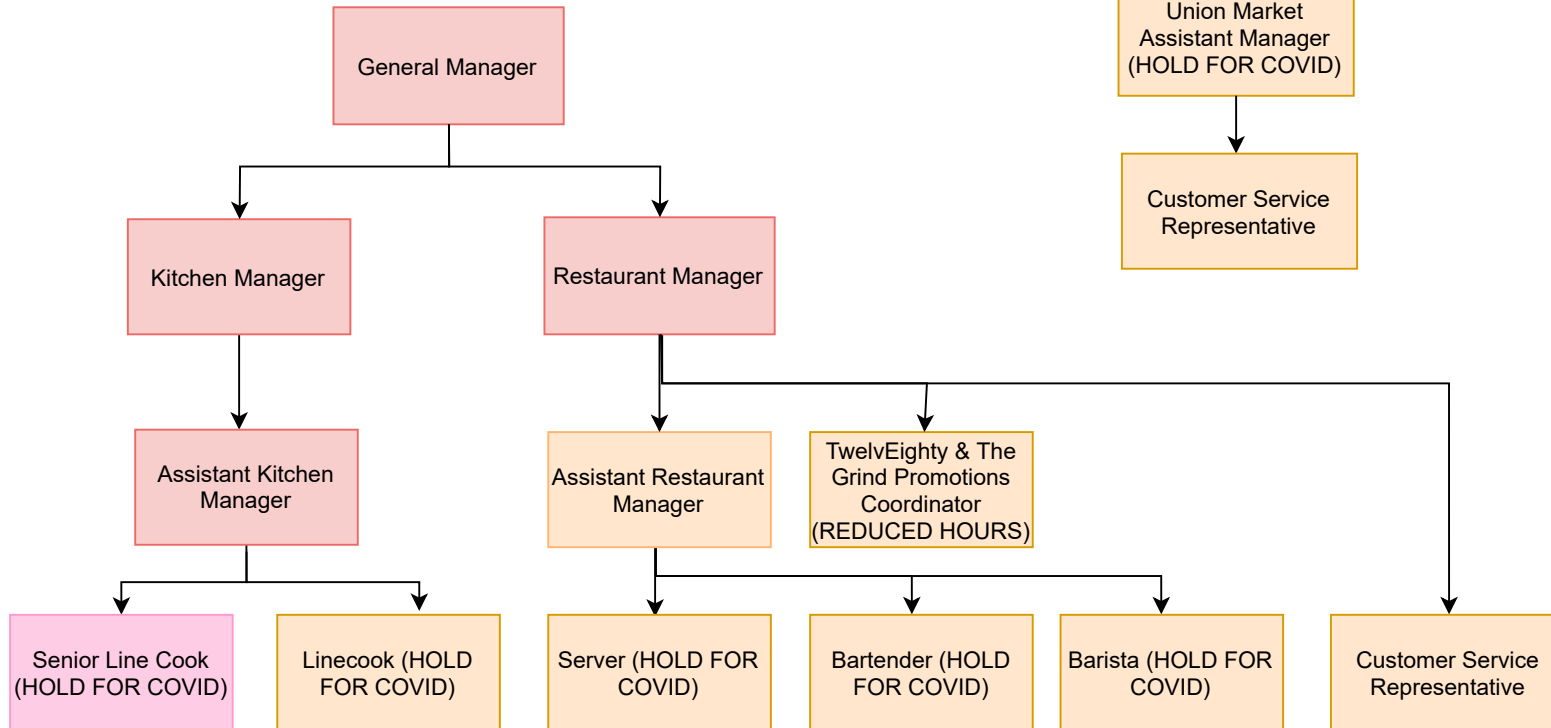 General Manager
Union Market
Assistant Manager
(HOLD FOR COVID)
Customer Service
Representative
Kitchen Manager
Restaurant Manager
Assistant Kitchen
Manager
Assistant Restaurant
Manager
TwelvEighty & The
Grind Promotions
Coordinator
(REDUCED HOURS)
Senior Line Cook
(HOLD FOR COVID)
Linecook (HOLD
FOR COVID)
Server (HOLD FOR
COVID)
Bartender (HOLD
FOR COVID)
Barista (HOLD FOR
COVID)
Customer Service
Representative